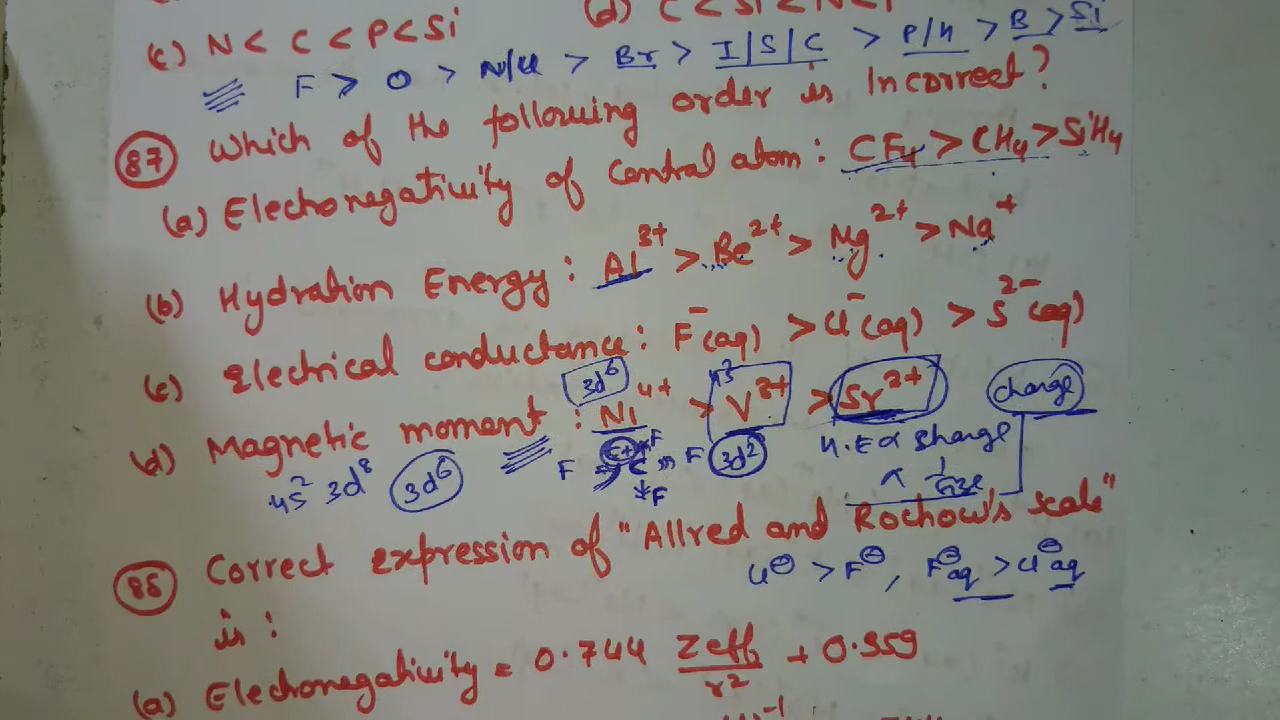 (c) N < C < P < Si
(d) C < Si < N < P
F > O > N/Cl > Br > I/S/C > P/H > B > Si
87 Which of the following order is Incorrect?
(a) Electronegativity of Central atom : CF4 > CH4 > SiH4
(b) Hydration Energy : Al3+ > Be2+ > Mg2+ > Na+
(c) Electrical conductance : F-(aq) > Cl-(aq) > S2-(aq)
3d6
(d) Magnetic moment : Ni4+ > V3+ > Sr2+ charge
4s2 3d8 3d6
F C F F 3d2
H.E α charge
α 1/size
88 Correct expression of "Allred and Rochow's scale"
is :
Cl⊖ > F⊖, F⊖aq > Cl⊖aq
(a) Electronegativity = 0.744 Zeff/r2 + 0.359